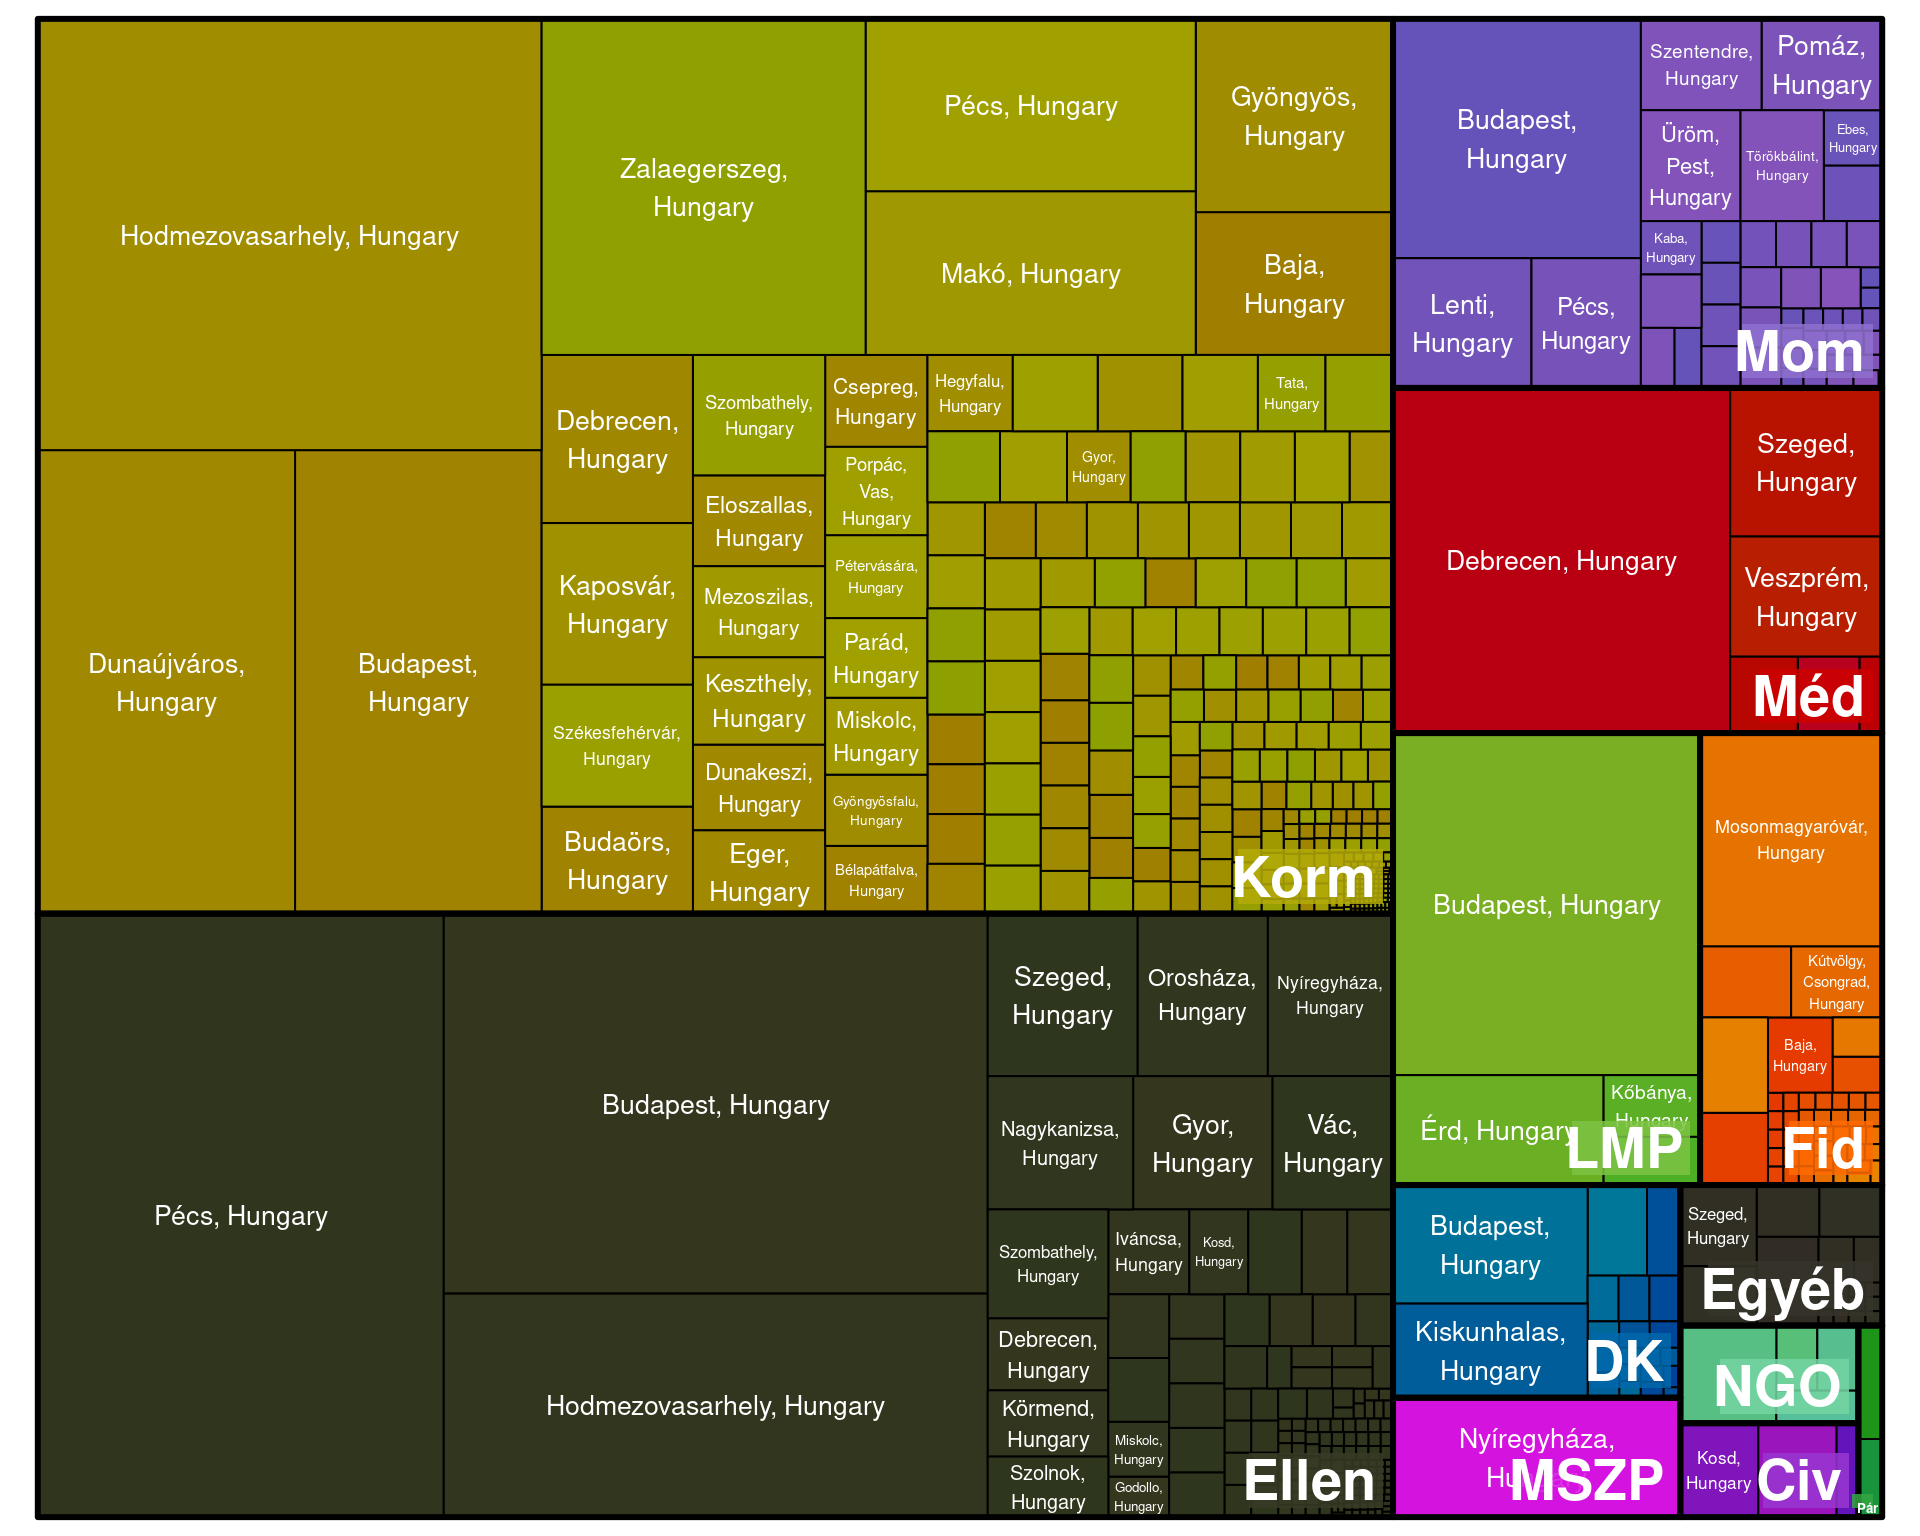 Hodmezovasarhely, Hungary
Dunaújváros,
Hungary
Budapest,
Hungary
Zalaegerszeg,
Hungary
Pécs, Hungary
Makó, Hungary
Gyöngyös,
Hungary
Baja,
Hungary
Debrecen,
Hungary
Kaposvár,
Hungary
Székesfehérvár,
Hungary
Budaörs,
Hungary
Szombathely,
Hungary
Eloszallas,
Hungary
Mezoszilas,
Hungary
Keszthely,
Hungary
Dunakeszi,
Hungary
Eger,
Hungary
Csepreg,
Hungary
Porpác,
Vas,
Hungary
Pétervására,
Hungary
Parád,
Hungary
Miskolc,
Hungary
Gyöngyösfalu,
Hungary
Bélapátfalva,
Hungary
Hegyfalu,
Hungary
Tata,
Hungary
Gyor,
Hungary
Korm
Pécs, Hungary
Budapest, Hungary
Hodmezovasarhely, Hungary
Szeged,
Hungary
Orosháza,
Hungary
Nyíregyháza,
Hungary
Nagykanizsa,
Hungary
Gyor,
Hungary
Vác,
Hungary
Szombathely,
Hungary
Debrecen,
Hungary
Körmend,
Hungary
Szolnok,
Hungary
Iváncsa,
Hungary
Kosd,
Hungary
Miskolc,
Hungary
Godollo,
Hungary
Ellen
Budapest,
Hungary
Lenti,
Hungary
Pécs,
Hungary
Szentendre,
Hungary
Pomáz,
Hungary
Üröm,
Pest,
Hungary
Törökbálint,
Hungary
Ebes,
Hungary
Kaba,
Hungary
Mom
Debrecen, Hungary
Szeged,
Hungary
Veszprém,
Hungary
Méd
Budapest, Hungary
Érd, Hungary
Kőbánya,
Hungary
LMP
Mosonmagyaróvár,
Hungary
Kútvölgy,
Csongrad,
Hungary
Baja,
Hungary
Fid
Budapest,
Hungary
Kiskunhalas,
Hungary
DK
Szeged,
Hungary
Egyéb
NGO
Nyíregyháza,
MSZP
Kosd,
Hungary
Civ
Pár